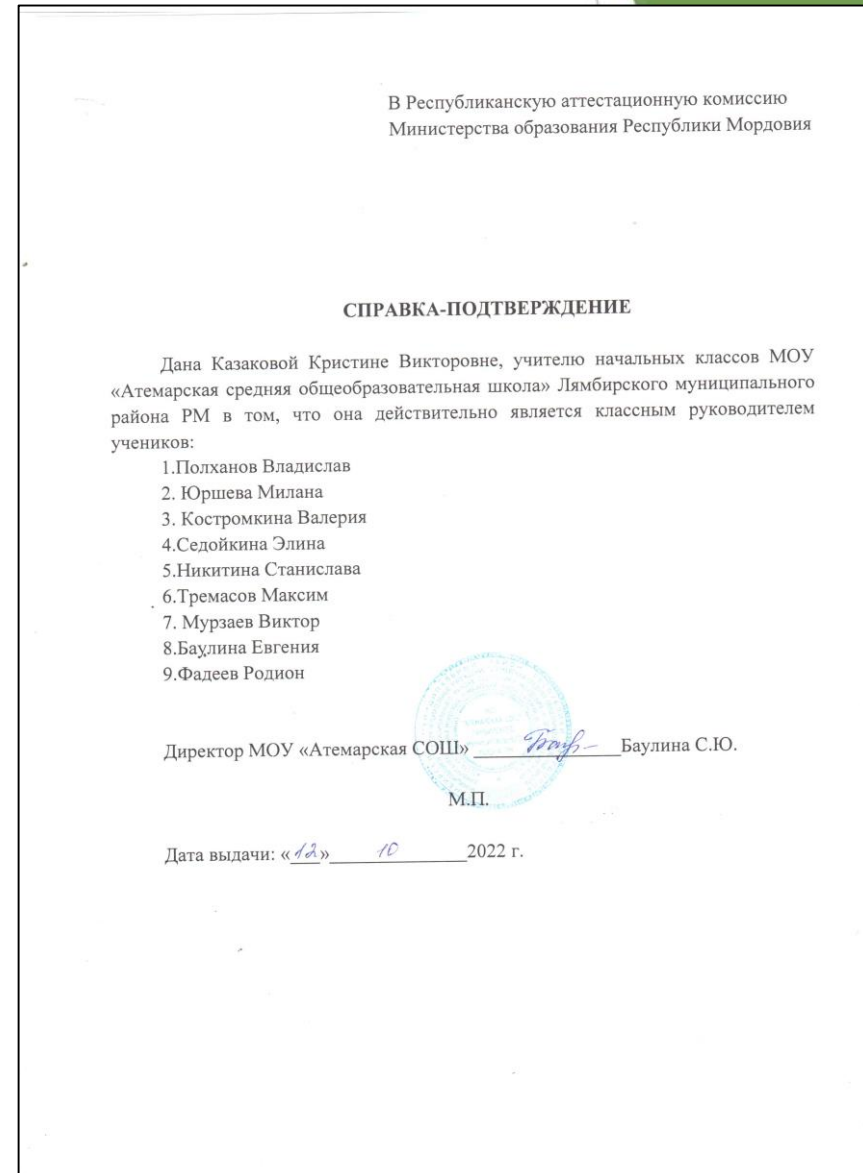 В Республиканскую аттестационную комиссию
Министерства образования Республики Мордовия
СПРАВКА-ПОДТВЕРЖДЕНИЕ
Дана Казаковой Кристине Викторовне, учителю начальных классов МОУ
«Атемарская средняя общеобразовательная школа» Лямбирского муниципального
района РМ в том, что она действительно является классным руководителем
учеников:
1.Полханов Владислав
2. Юршева Милана
3. Костромкина Валерия
4.Седойкина Элина
5.Никитина Станислава
6.Тремасов Максим
7. Мурзаев Виктор
8.Баулина Евгения
9.Фадеев Родион
Директор МОУ «Атемарская СОШ» ________________Баулина С.Ю.
М.П.
Дата выдачи: «12» 10 2022 г.